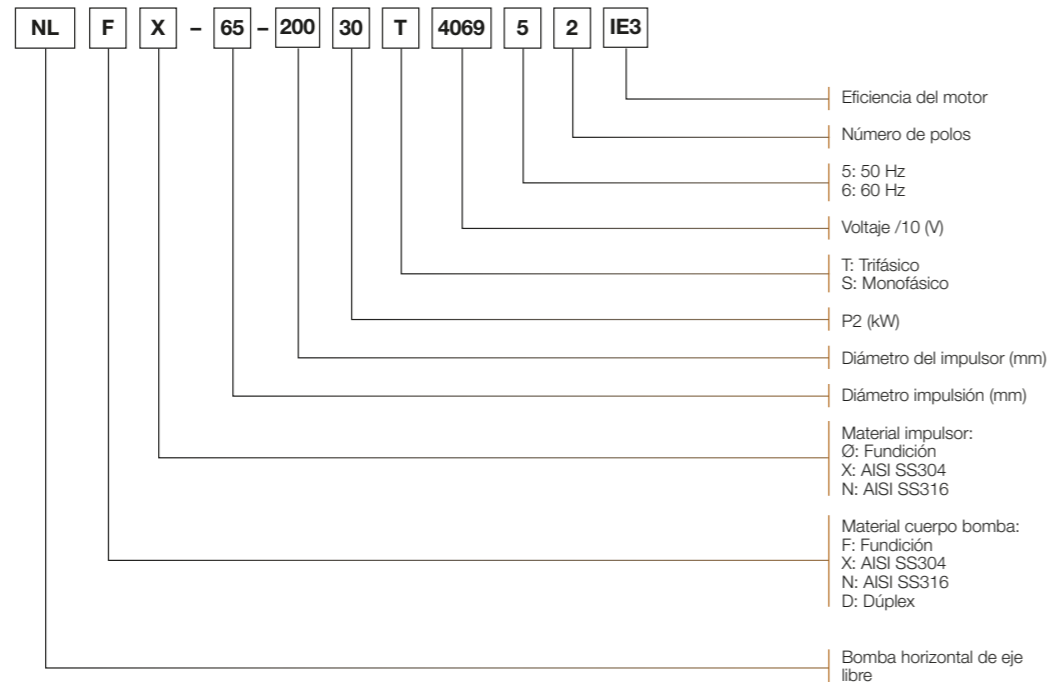 NL F X – 65 – 200 30 T 4069 5 2 IE3
Eficiencia del motor
Número de polos
5: 50 Hz
6: 60 Hz
Voltaje /10 (V)
T: Trifásico
S: Monofásico
P2 (kW)
Diámetro del impulsor (mm)
Diámetro impulsión (mm)
Material impulsor:
Ø: Fundición
X: AISI SS304
N: AISI SS316
Material cuerpo bomba:
F: Fundición
X: AISI SS304
N: AISI SS316
D: Dúplex
Bomba horizontal de eje
libre